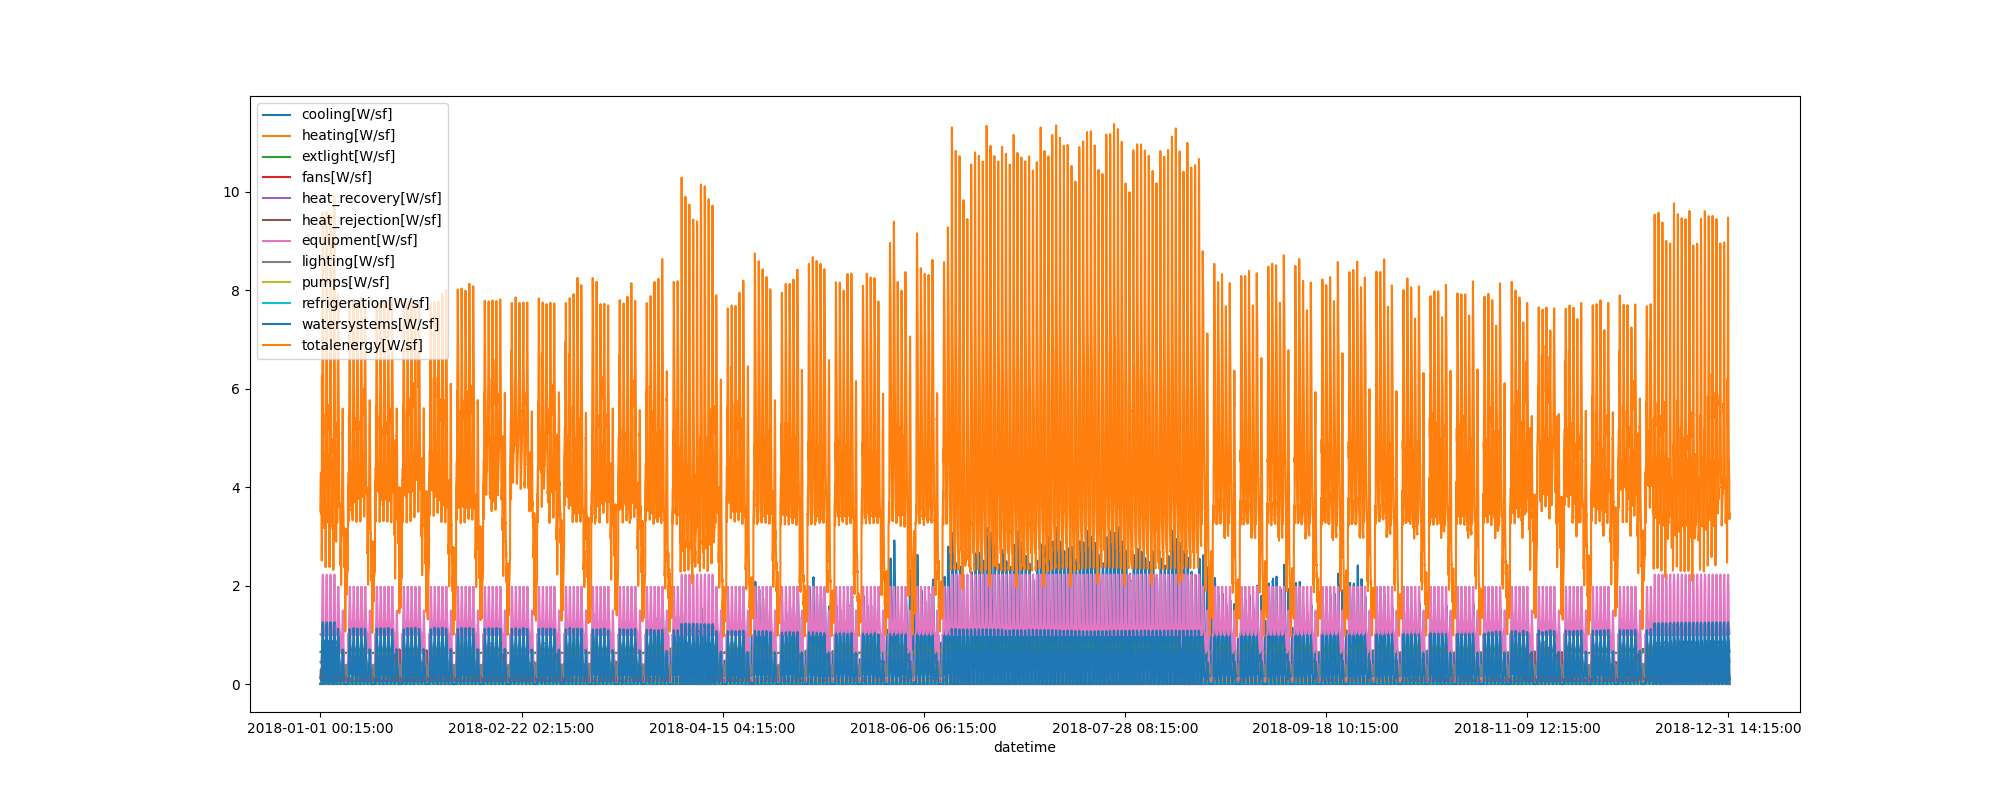 cooling[W/sf]
heating[W/sf]
extlight[W/sf]
fans[W/sf]
heat_recovery[W/sf]
heat_rejection[W/sf]
equipment[W/sf]
lighting[W/sf]
pumps[W/sf]
refrigeration[W/sf]
watersystems[W/sf]
totalenergy[W/sf]
10
8
6
4
2
0
2018-01-01 00:15:00 2018-02-22 02:15:00 2018-04-15 04:15:00 2018-06-06 06:15:00 2018-07-28 08:15:00 2018-09-18 10:15:00 2018-11-09 12:15:00 2018-12-31 14:15:00
datetime